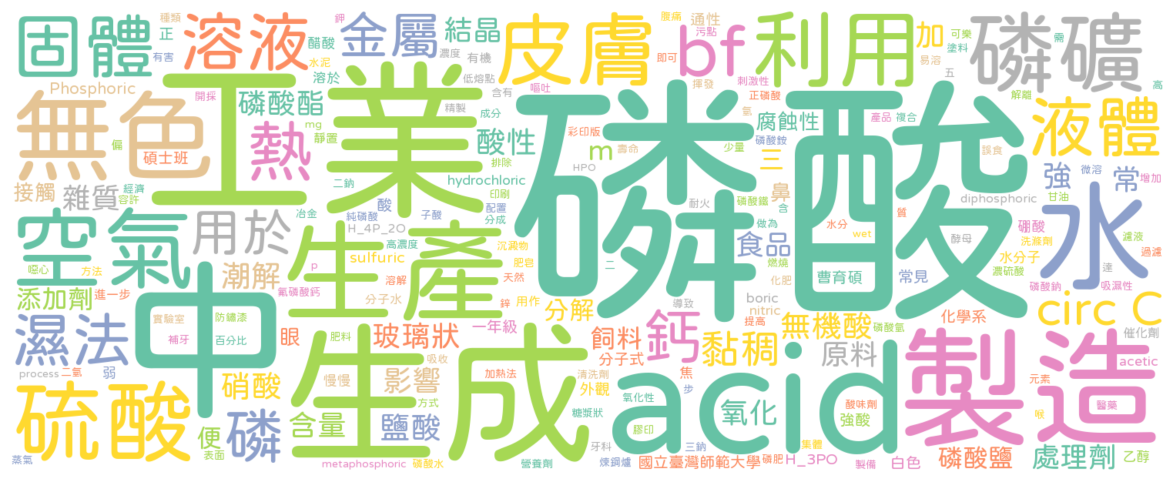 磷酸
工業
生成
acid
製造
中
水
生產
無色
空氣
硫酸
濕法
固體
溶液
皮膚
bf
利用
磷礦
液體
熱
金屬
結晶
加
用於
磷
鈣
黏稠
circ C
磷酸酯
酸性
雜質
接觸
潮解
添加劑
進一步
硝酸
便
含量
鹽酸
影響
玻璃狀
眼
分解
飼料
無機酸
原料
氧化
食品
腐蝕性
m
三
鼻
強
常
常見
硼酸
水分子
化學系
曹育碩
處理劑
磷酸鹽
白色
強酸
國立臺灣師範大學
H_3PO
H_4P_2O
HPO
Phosphoric
hydrochloric
sulfuric
diphosphoric
boric
nitric
acetic
metaphosphoric
process
wet
mg
p
醋酸
有機
通性
碩士班
一年級
外觀
慢慢
氟磷酸鈣
分子水
分子式
高濃度
純磷酸
二鈉
酸
子酸
溶解
溶於
靜置
排除
配置
印刷
分成
沉澱物
肥皂
天然
鋅
用作
導致
提高
化肥
燃燒
二
做為
耐火
含
少量
壽命
氫
彩印版
刺激性
揮發
即可
正磷酸
磷酸銨
產品
複合
易溶
塗料
可樂
污點
腹痛
嘔吐
低熔點
含有
精製
成分
濃度
鉀
水泥
種類
正
有害
開採
偏
經濟
容許
冶金
噁心
方法
實驗室
防鏽漆
補牙
百分比
肥料
吸收
加熱法
方式
弱
二氫
蒸氣
表面
磷酸水
營養劑
清洗劑
焦
步
氧化性
糖漿狀
膠印
牙科
三鈉
煉鋼爐
集體
磷肥
製備
酸味劑
乙醇
喉
醫藥
元素
催化劑
磷酸氫
磷酸鈉
磷酸鐵
吸濕性
濃硫酸
速
過濾
濾液
洗滌劑
甘油
微溶
增加
誤食
酵母
質
水分
解離
五
需
高